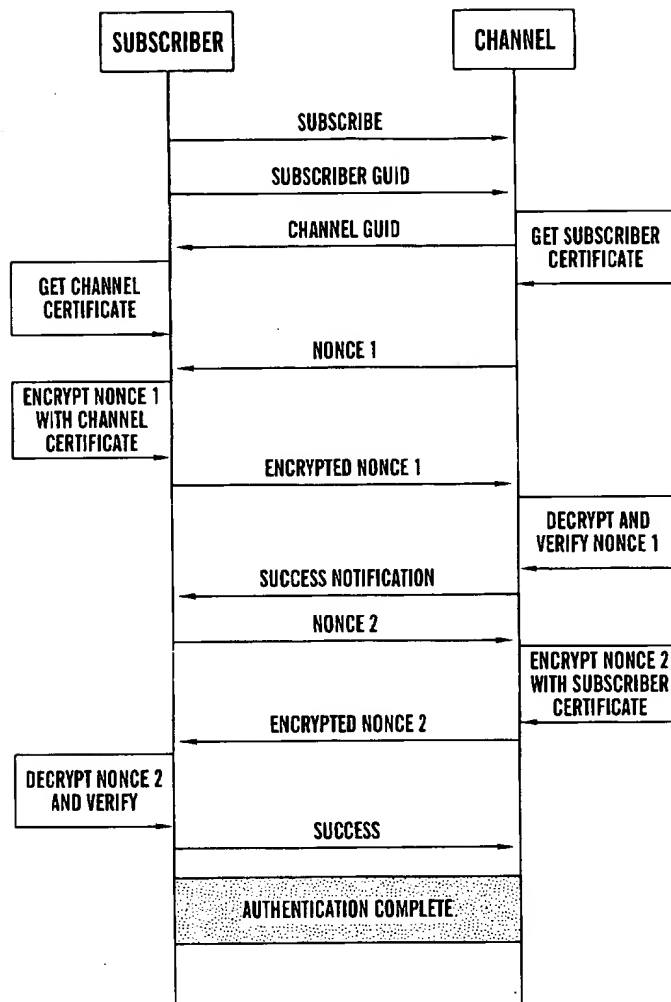 SUBSCRIBER
CHANNEL
SUBSCRIBE
SUBSCRIBER GUID
CHANNEL GUID
GET SUBSCRIBER
CERTIFICATE
GET CHANNEL
CERTIFICATE
NONCE 1
ENCRYPT NONCE 1
WITH CHANNEL
CERTIFICATE
ENCRYPTED NONCE 1
DECRYPT AND
VERIFY NONCE 1
SUCCESS NOTIFICATION
NONCE 2
ENCRYPT NONCE 2
WITH SUBSCRIBER
CERTIFICATE
ENCRYPTED NONCE 2
DECRYPT NONCE 2
AND VERIFY
SUCCESS
AUTHENTICATION COMPLETE